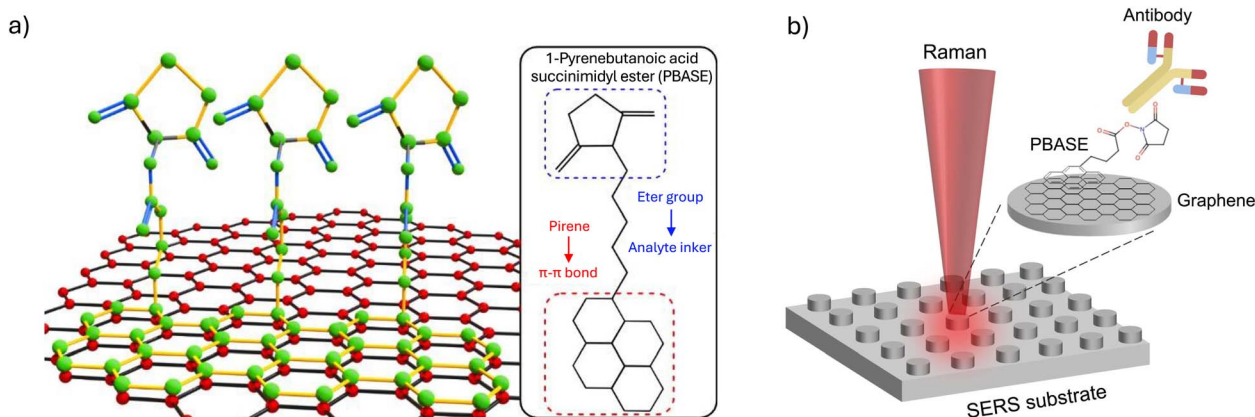 a)
1-Pyrenebutanoic acid
succinimidyl ester (PBASE)
Eter group
Analyte inker
Pirene
π-π bond
b)
Raman
Antibody
PBASE
O
O
N
O
O
Graphene
SERS substrate